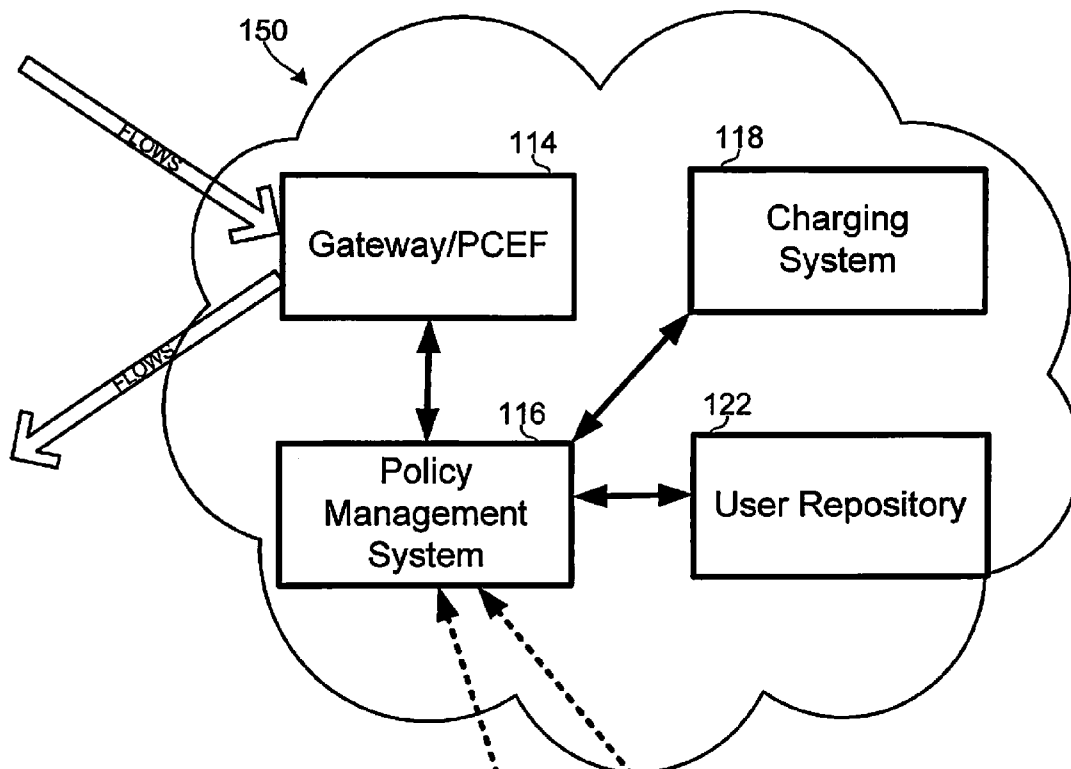 150
FLOWS
114
Gateway/PCEF
118
Charging
System
FLOWS
116
Policy
Management
System
122
User Repository